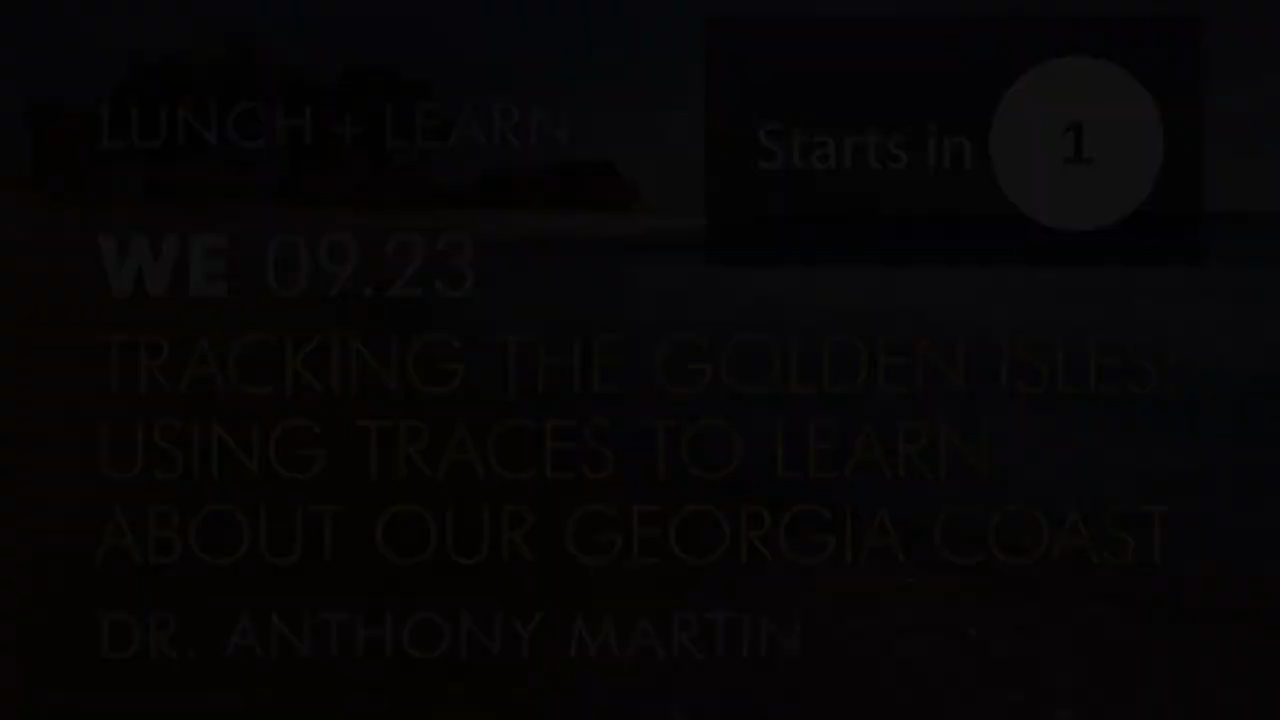 LUNCH + LEARN
Starts in 1
WE 09.23
TRACKING THE GOLDEN ISLES
USING TRACES TO LEARN
ABOUT OUR GEORGIA COAST
DR. ANTHONY MARTIN